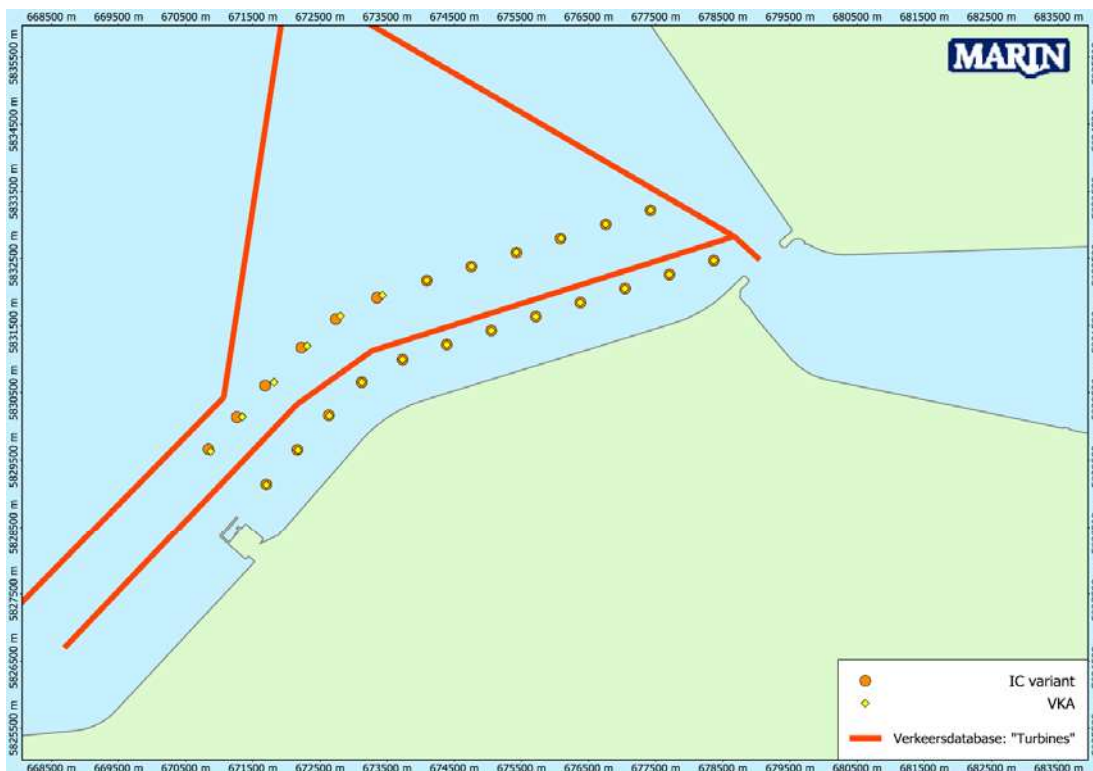 668500 m 669500 m 670500 m 671500 m 672500 m 673500 m 674500 m 675500 m 676500 m 677500 m 678500 m 679500 m 680500 m 681500 m 682500 m 683500 m
MARIN
5835500 m
5834500 m
5833500 m
5832500 m
5831500 m
5830500 m
5829500 m
5828500 m
5827500 m
5826500 m
5825500 m
IC variant
VKA
Verkeersdatabase: "Turbines"
668500 m 669500 m 670500 m 671500 m 672500 m 673500 m 674500 m 675500 m 676500 m 677500 m 678500 m 679500 m 680500 m 681500 m 682500 m 683500 m